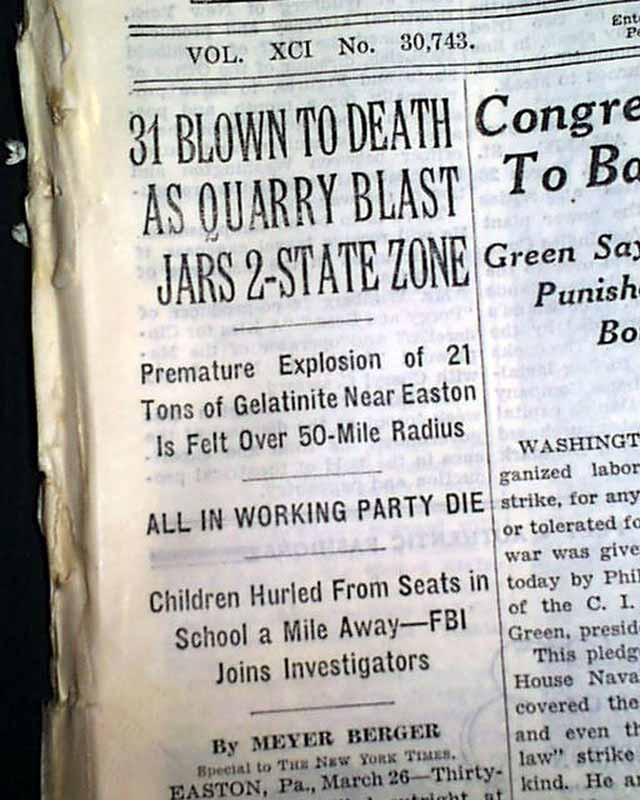 VOL. XCI No. 30,743.
31 BLOWN TO DEATH
AS QUARRY BLAST
JARS 2-STATE ZONE
Premature Explosion of 21
Tons of Gelatinite Near Easton
Is Felt Over 50-Mile Radius
ALL IN WORKING PARTY DIE
Children Hurled From Seats in
School a Mile Away—FBI
Joins Investigators
By MEYER BERGER
Special to THE NEW YORK TIMES.
EASTON, Pa., March 26—Thirty-
outright at
Ent
Congre
To Ba
Green Say
Punish
Bo
WASHINGT
ganized labor
strike, for any
or tolerated fo
war was give
today by Phil
of the C. I.
Green, presid
This pledg
House Nava
covered the
and even th
law" strike
kind. He a